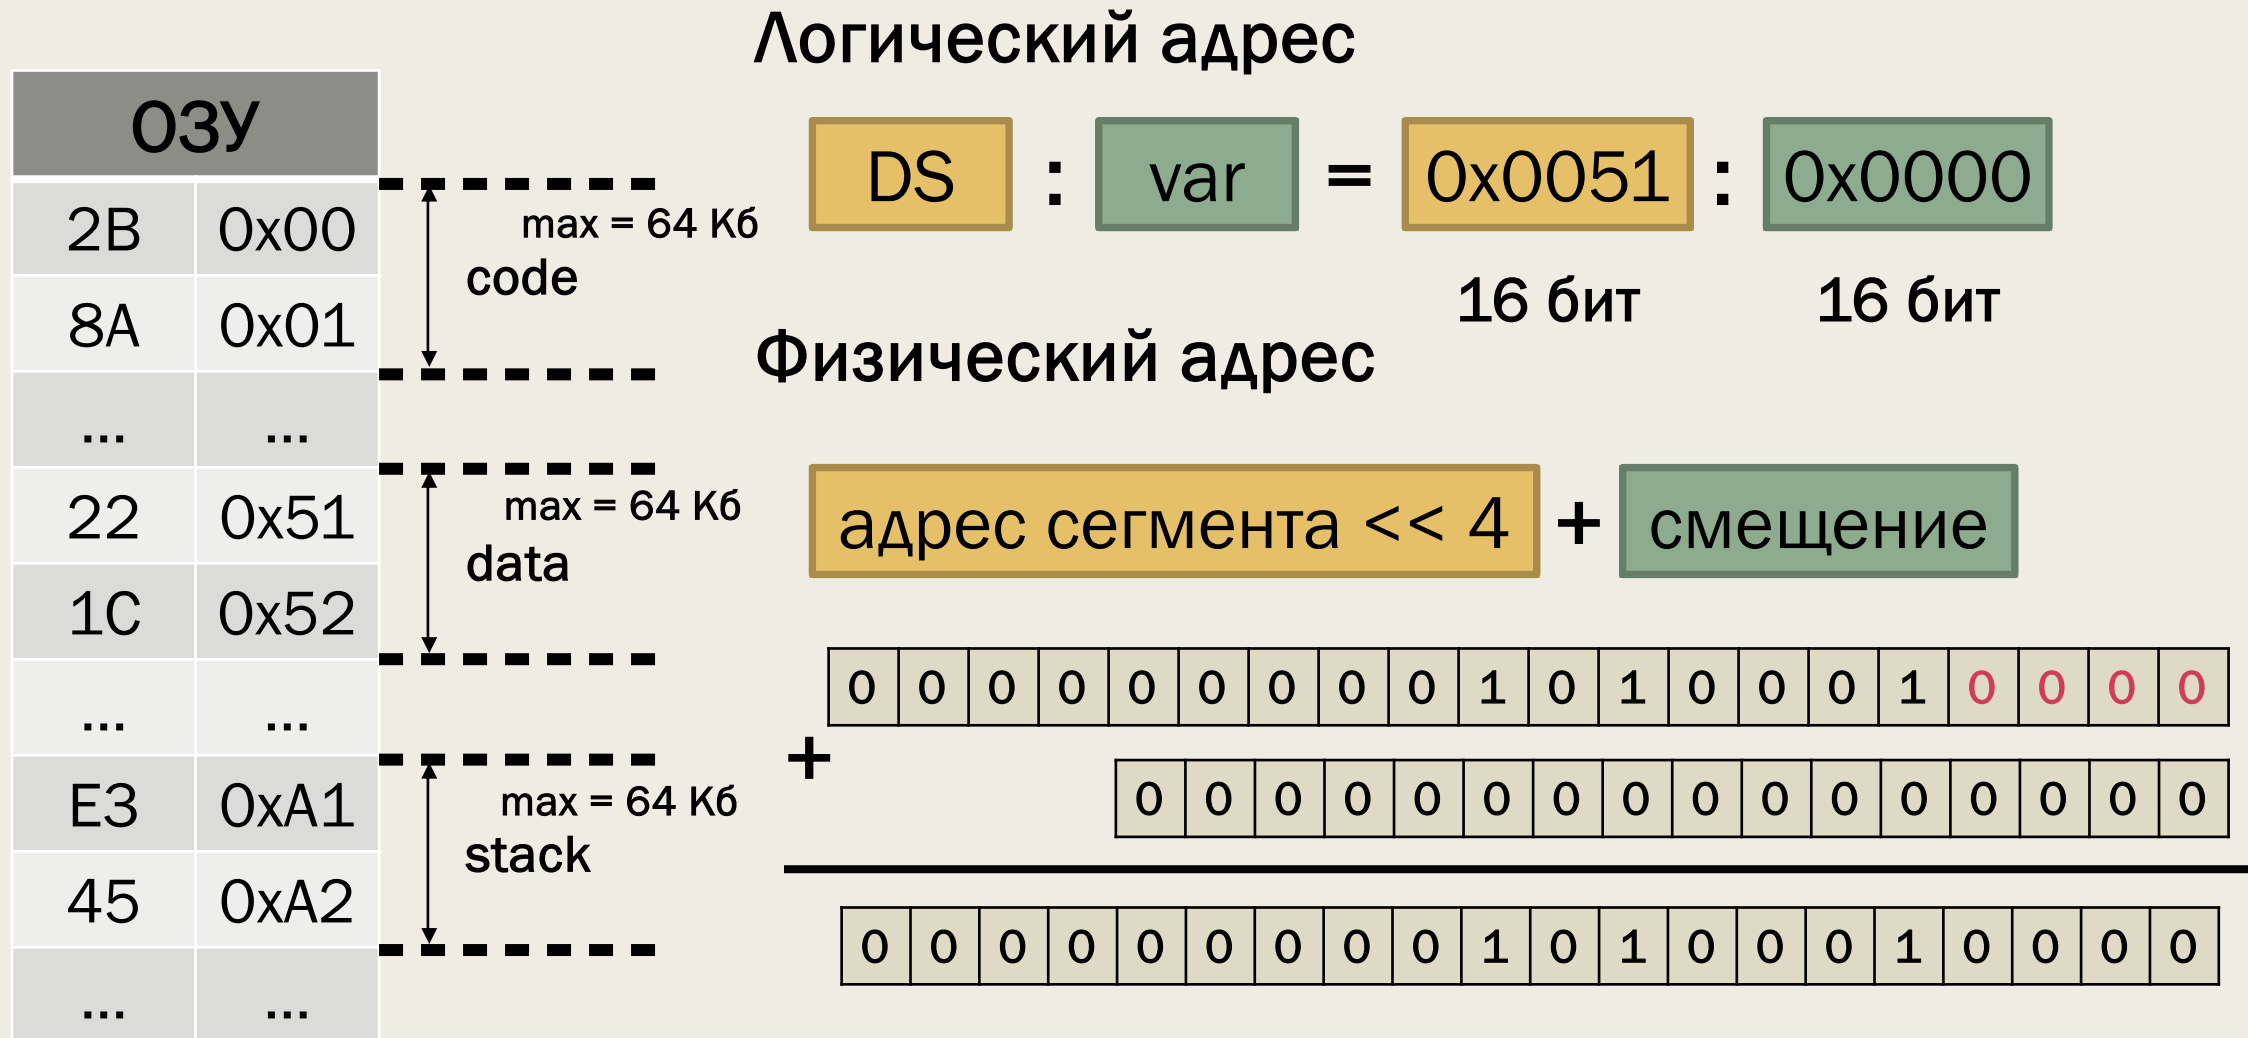 Логический адрес
ОЗУ
DS : var = 0x0051 : 0x0000
16 бит 16 бит
2B 0x00
max = 64 Кб
code
8A 0x01
Физический адрес
... ...
22 0x51
max = 64 Кб
data
адрес сегмента << 4 + смещение
1C 0x52
... ...
0 0 0 0 0 0 0 0 0 1 0 1 0 0 0 1 0 0 0 0
+
0 0 0 0 0 0 0 0 0 0 0 0 0 0 0 0
E3 0xA1
max = 64 Кб
stack
45 0xA2
0 0 0 0 0 0 0 0 0 1 0 1 0 0 0 1 0 0 0 0
... ...